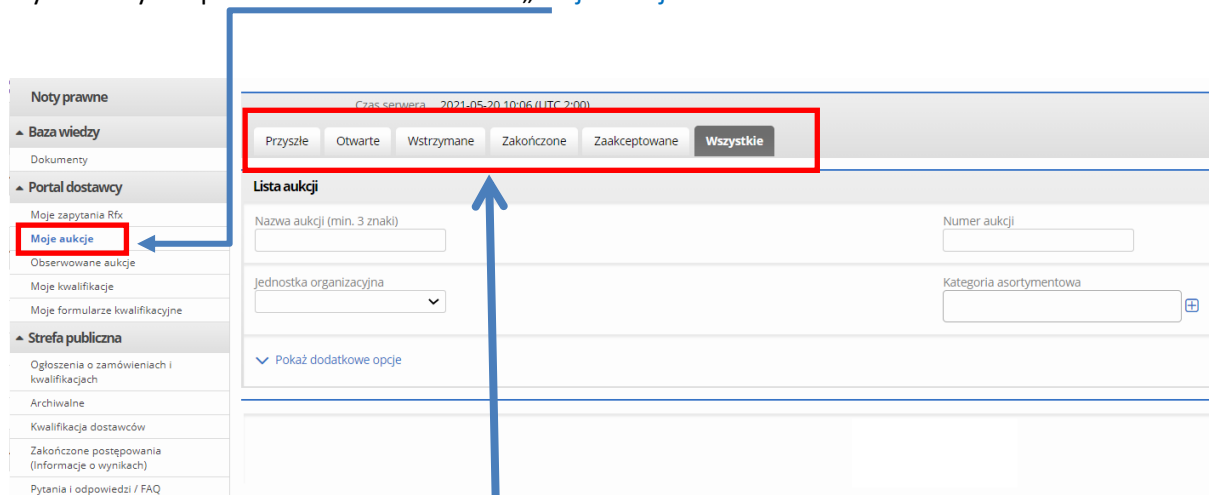 Noty prawne
Baza wiedzy
Dokumenty
Portal dostawcy
Moje zapytania Rfx
Moje aukcje
Obserwowane aukcje
Moje kwalifikacje
Moje formularze kwalifikacyjne
Strefa publiczna
Ogłoszenia o zamówieniach i
kwalifikacjach
Archiwalne
Kwalifikacja dostawców
Zakończone postępowania
(Informacje o wynikach)
Pytania i odpowiedzi / FAQ
Czas serwera 2021-05-20 10:06 (UTC 2:00)
Przyszłe Otwarte Wstrzymane Zakończone Zaakceptowane Wszystkie
Lista aukcji
Nazwa aukcji (min. 3 znaki) Numer aukcji
Jednostka organizacyjna Kategoria asortymentowa
Pokaż dodatkowe opcje